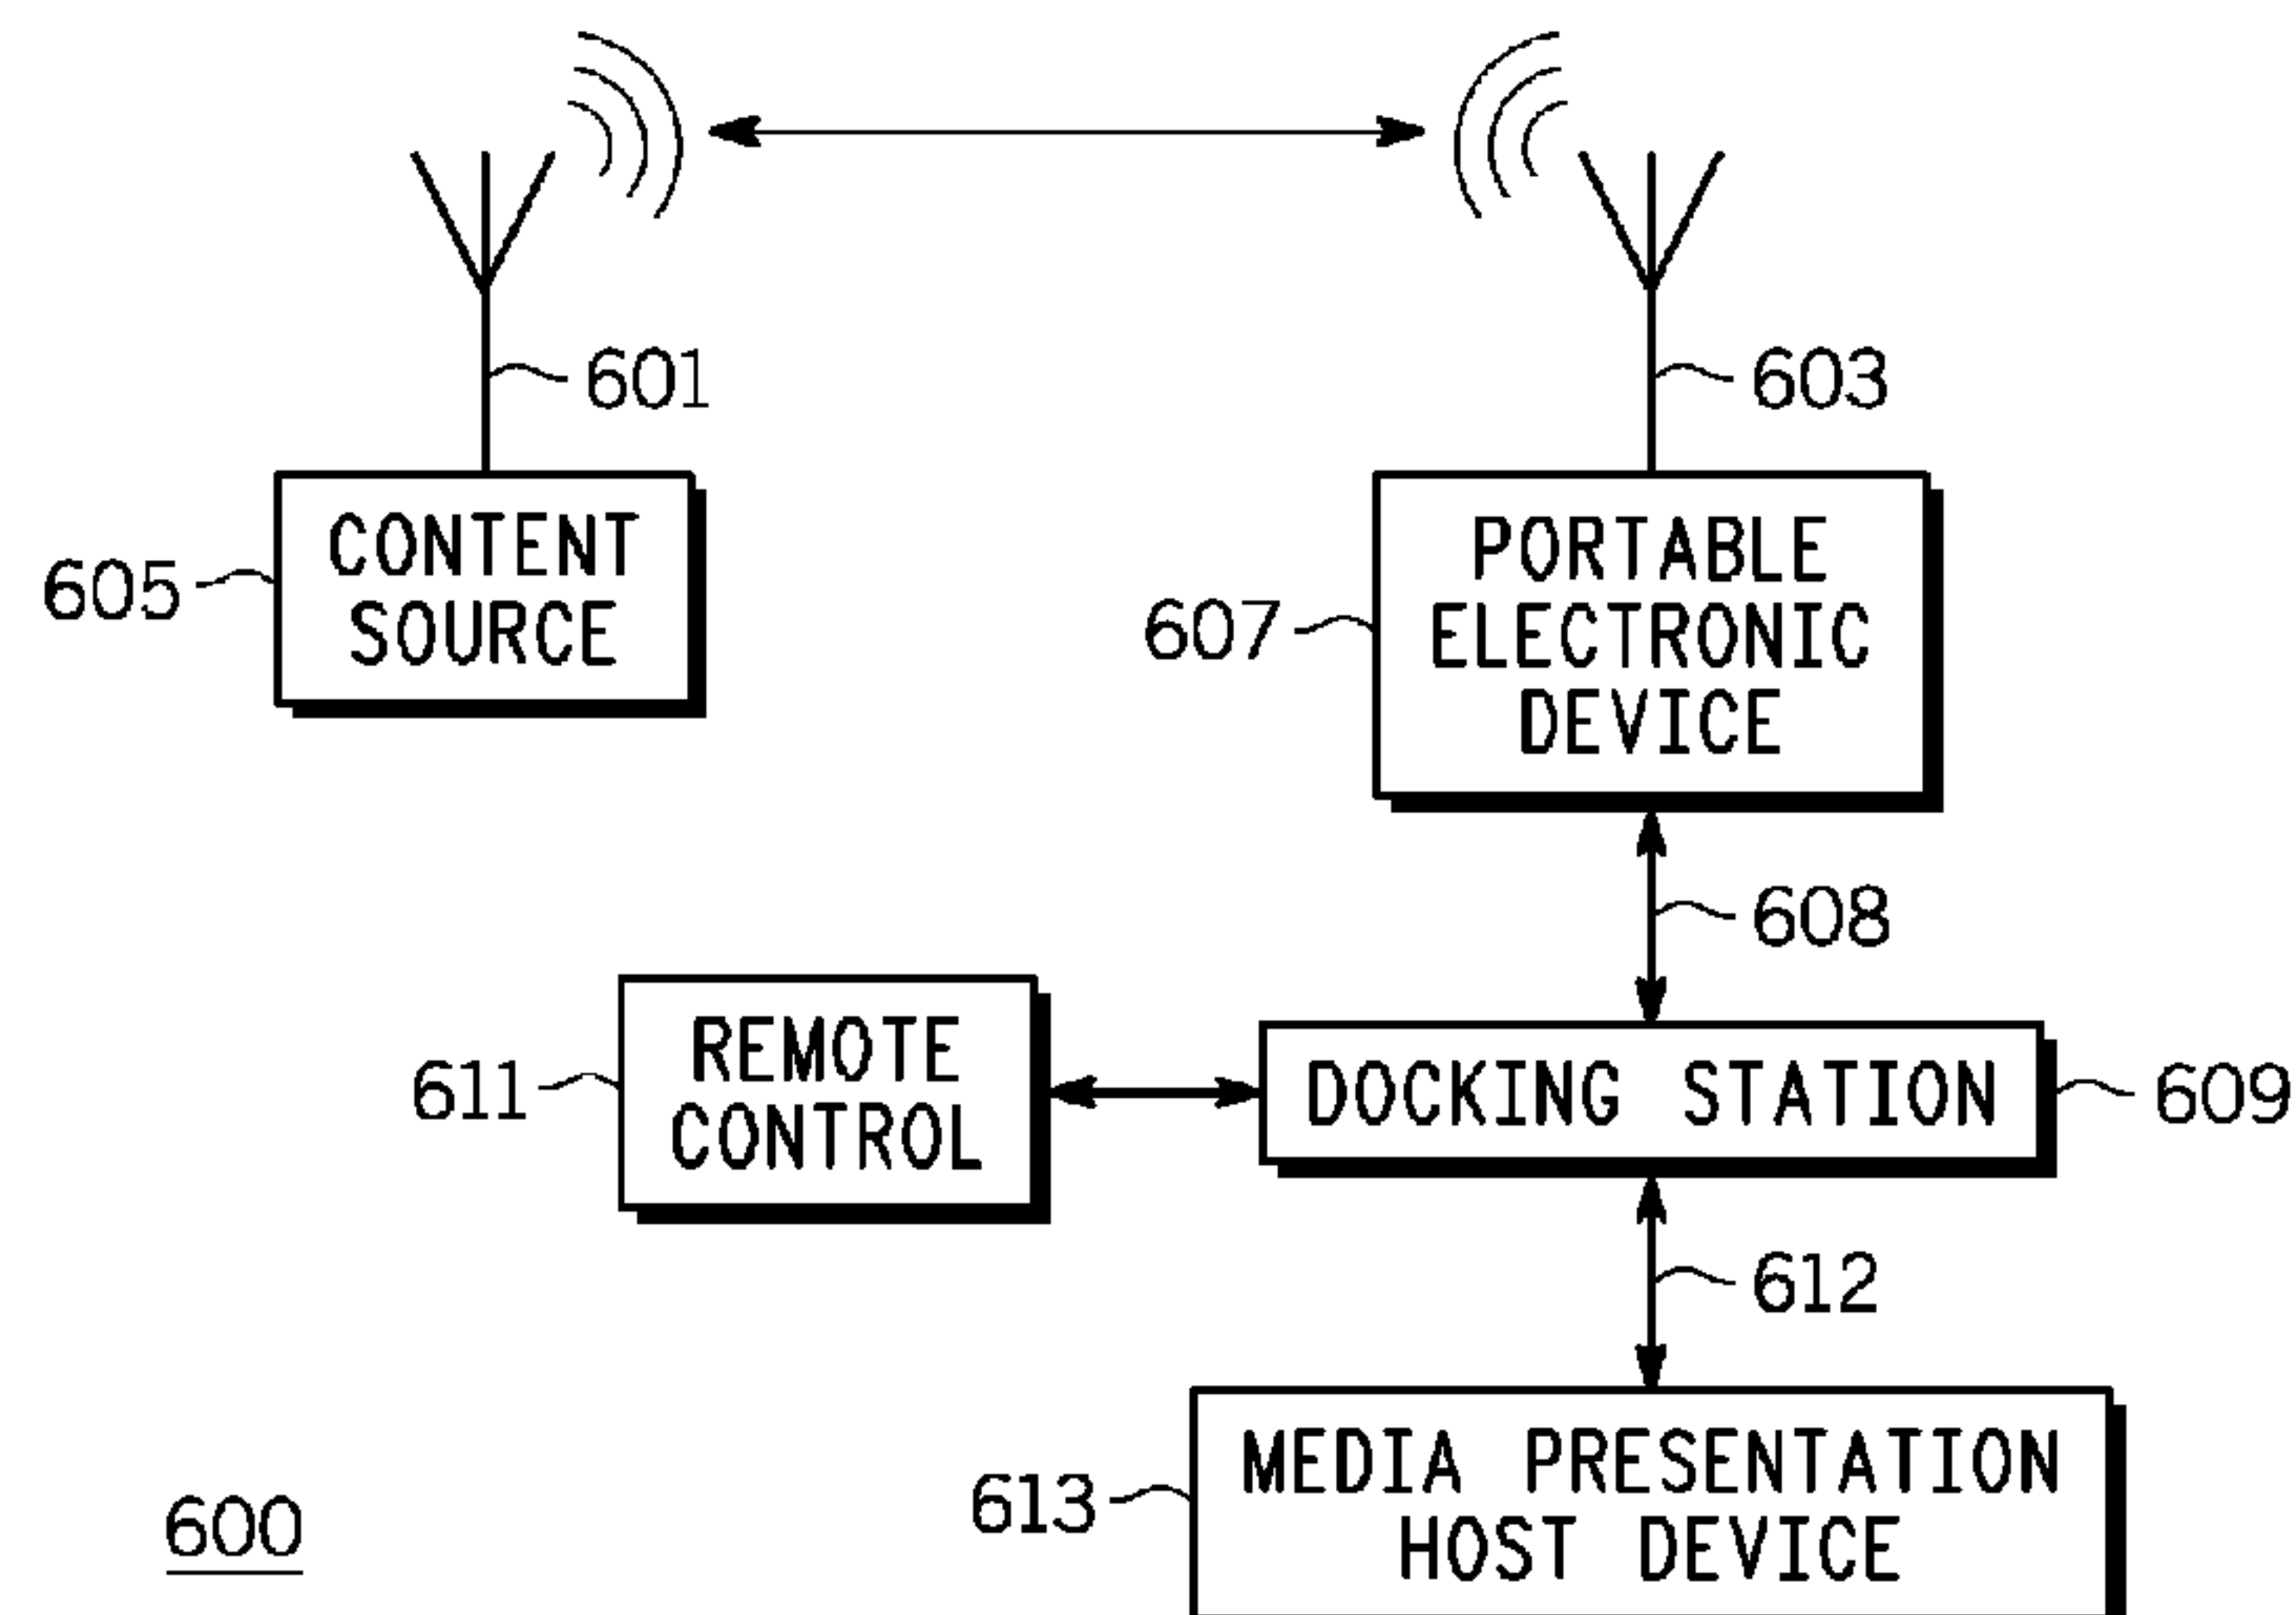 601
603
CONTENT
SOURCE
605
PORTABLE
ELECTRONIC
DEVICE
607
608
REMOTE
CONTROL
611
DOCKING STATION
609
612
MEDIA PRESENTATION
HOST DEVICE
613
600